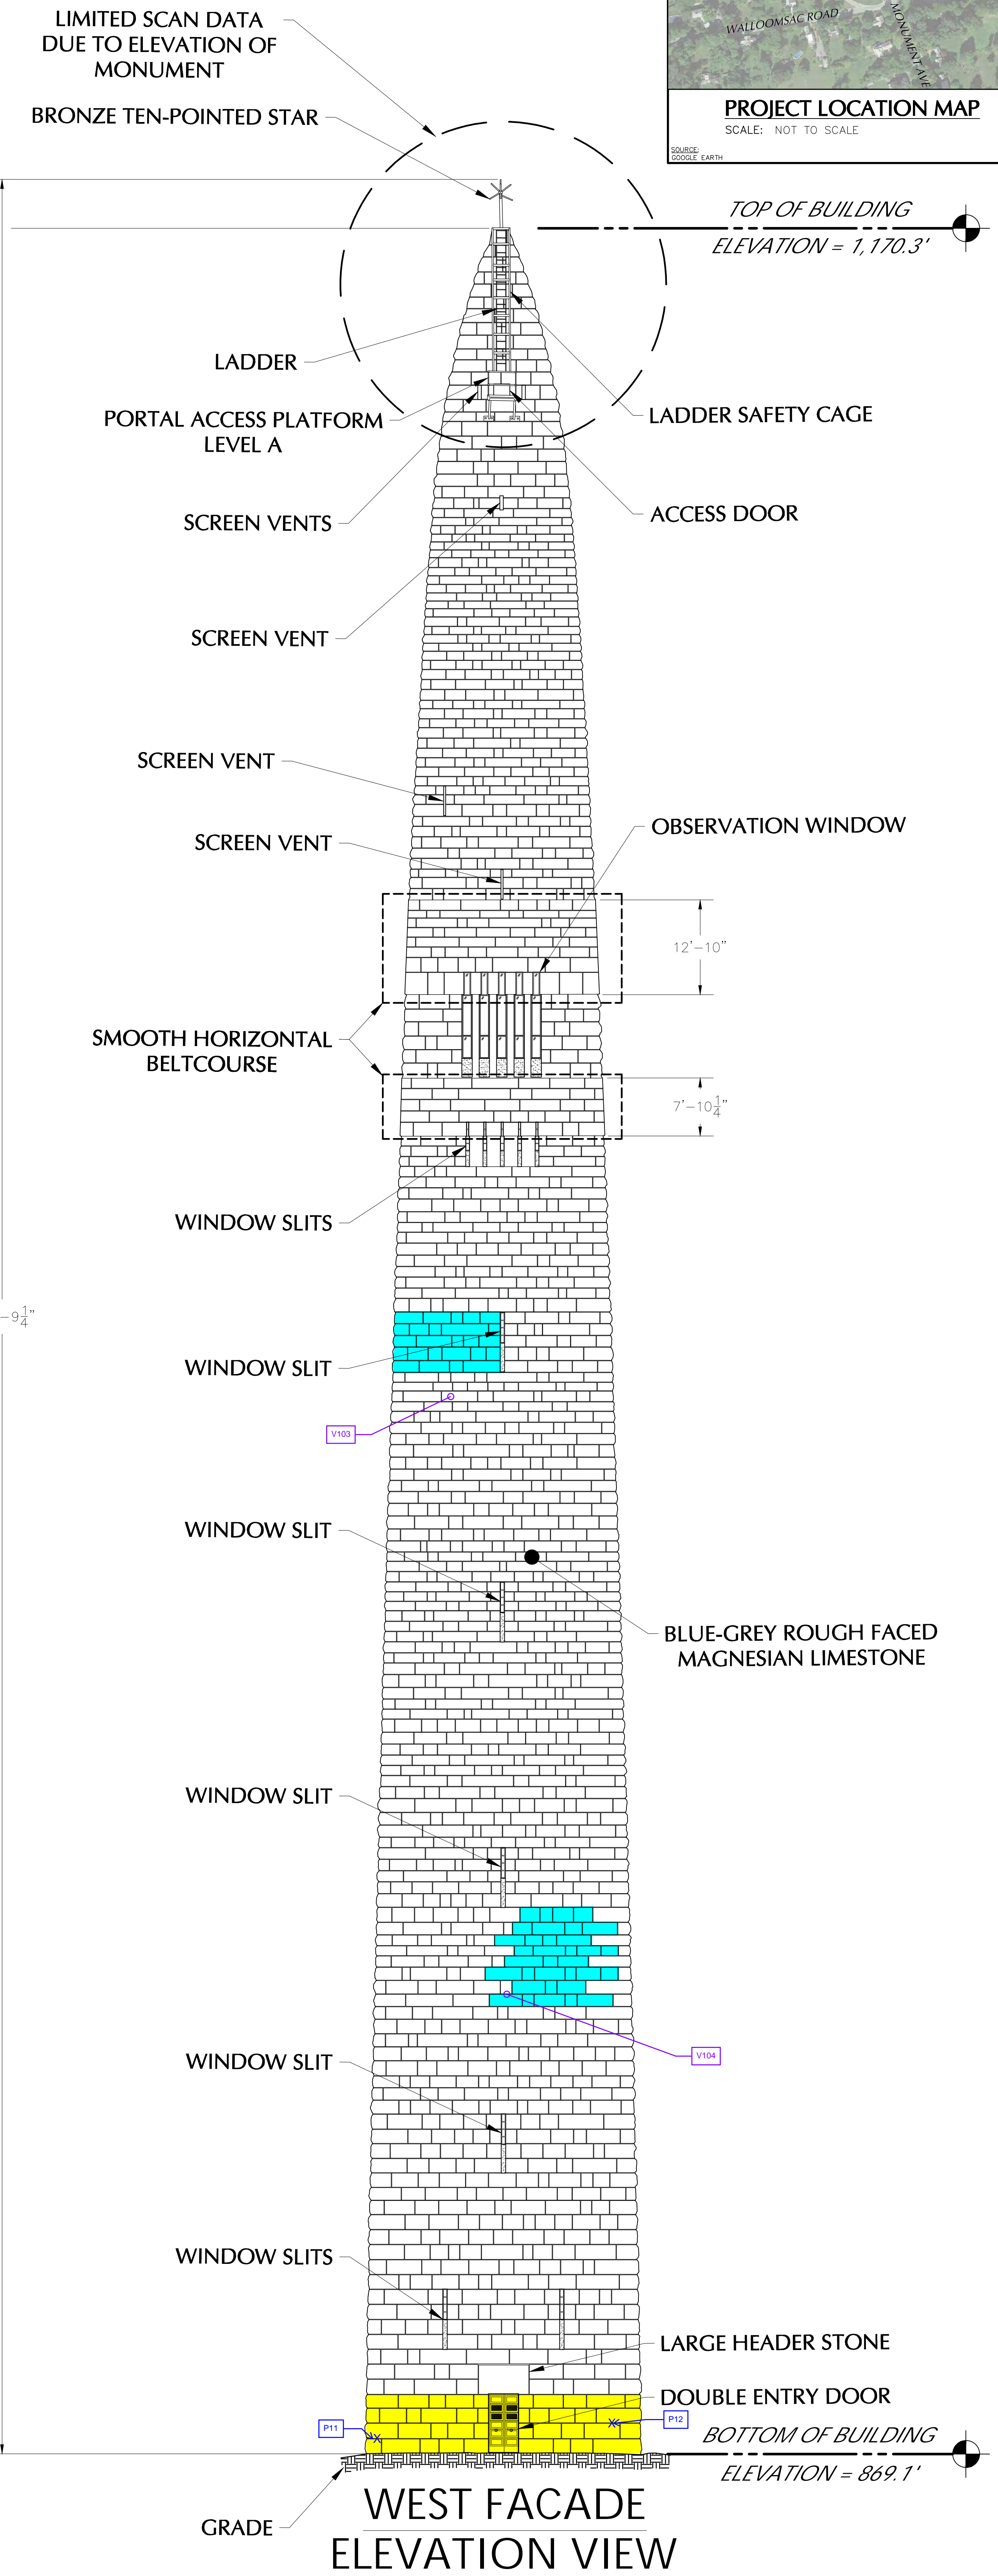 LIMITED SCAN DATA
DUE TO ELEVATION OF
MONUMENT
WALLOOMSAC ROAD
MONUMENT AVE
PROJECT LOCATION MAP
SCALE: NOT TO SCALE
SOURCE:
GOOGLE EARTH
BRONZE TEN-POINTED STAR
TOP OF BUILDING
ELEVATION = 1,170.3'
LADDER
PORTAL ACCESS PLATFORM
LEVEL A
LADDER SAFETY CAGE
SCREEN VENTS
ACCESS DOOR
SCREEN VENT
SCREEN VENT
OBSERVATION WINDOW
SCREEN VENT
12'-10"
SMOOTH HORIZONTAL
BELTCOURSE
7'-10 1/4"
WINDOW SLITS
-9 1/4"
WINDOW SLIT
V103
WINDOW SLIT
BLUE-GREY ROUGH FACED
MAGNESIAN LIMESTONE
WINDOW SLIT
V104
WINDOW SLIT
WINDOW SLITS
LARGE HEADER STONE
DOUBLE ENTRY DOOR
P11
P12
BOTTOM OF BUILDING
ELEVATION = 869.1'
GRADE
WEST FACADE
ELEVATION VIEW